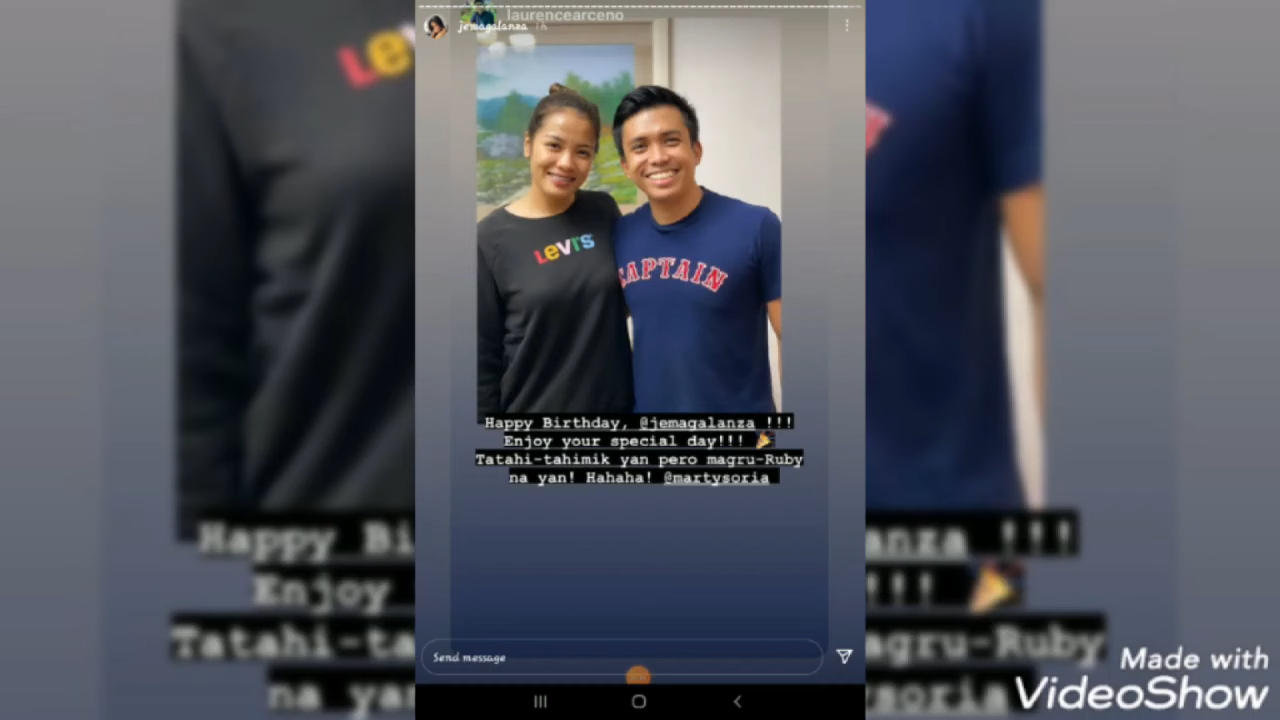 laurencearceno
jemagalanza 7h
LEVI'S
CAPTAIN
Happy Birthday, @jemagalanza !!!
Enjoy your special day!!! 🎉
Tatahi-tahimik yan pero magru-Ruby
na yan! Hahaha! @martysoria
Send message
Made with
VideoShow